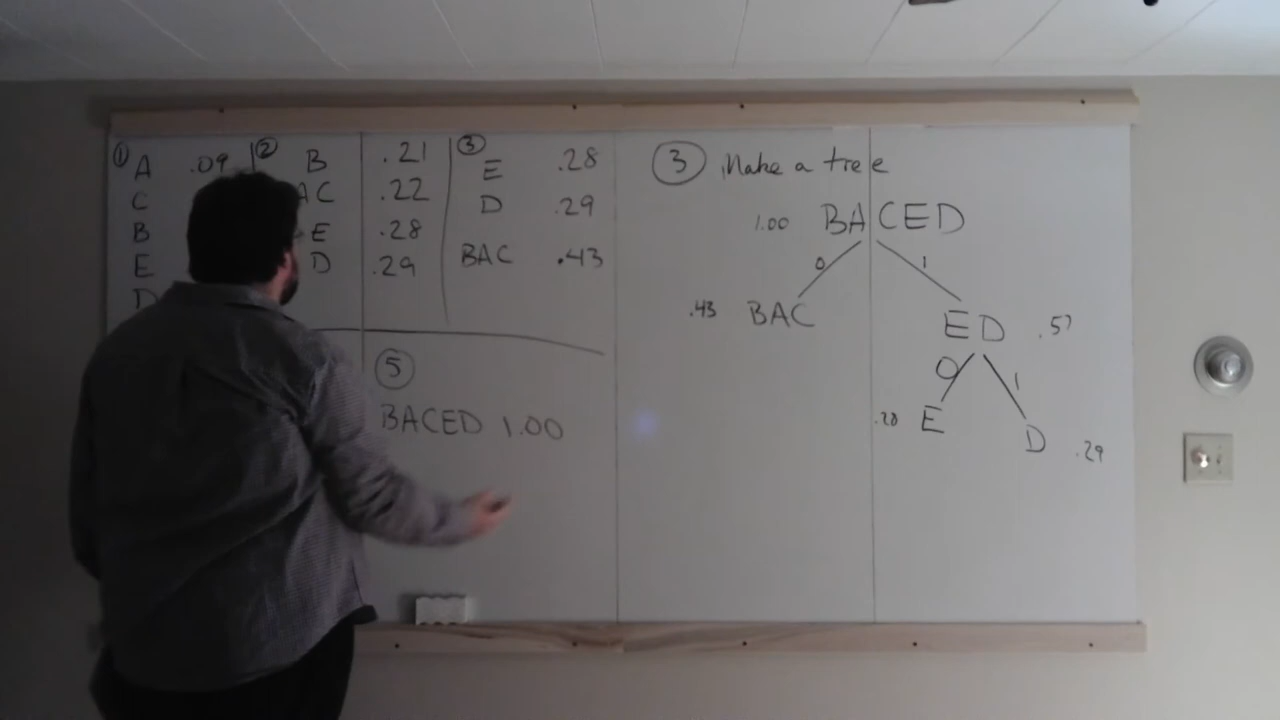 ① A .09
C
B
E
D
② B .21
AC .22
E .28
D .29
③ E .28
D .29
BAC .43
⑤
BACED 1.00
③ Make a tree
1.00 BACED
0 1
.43 BAC
ED .57
0 1
.28 E
D .29